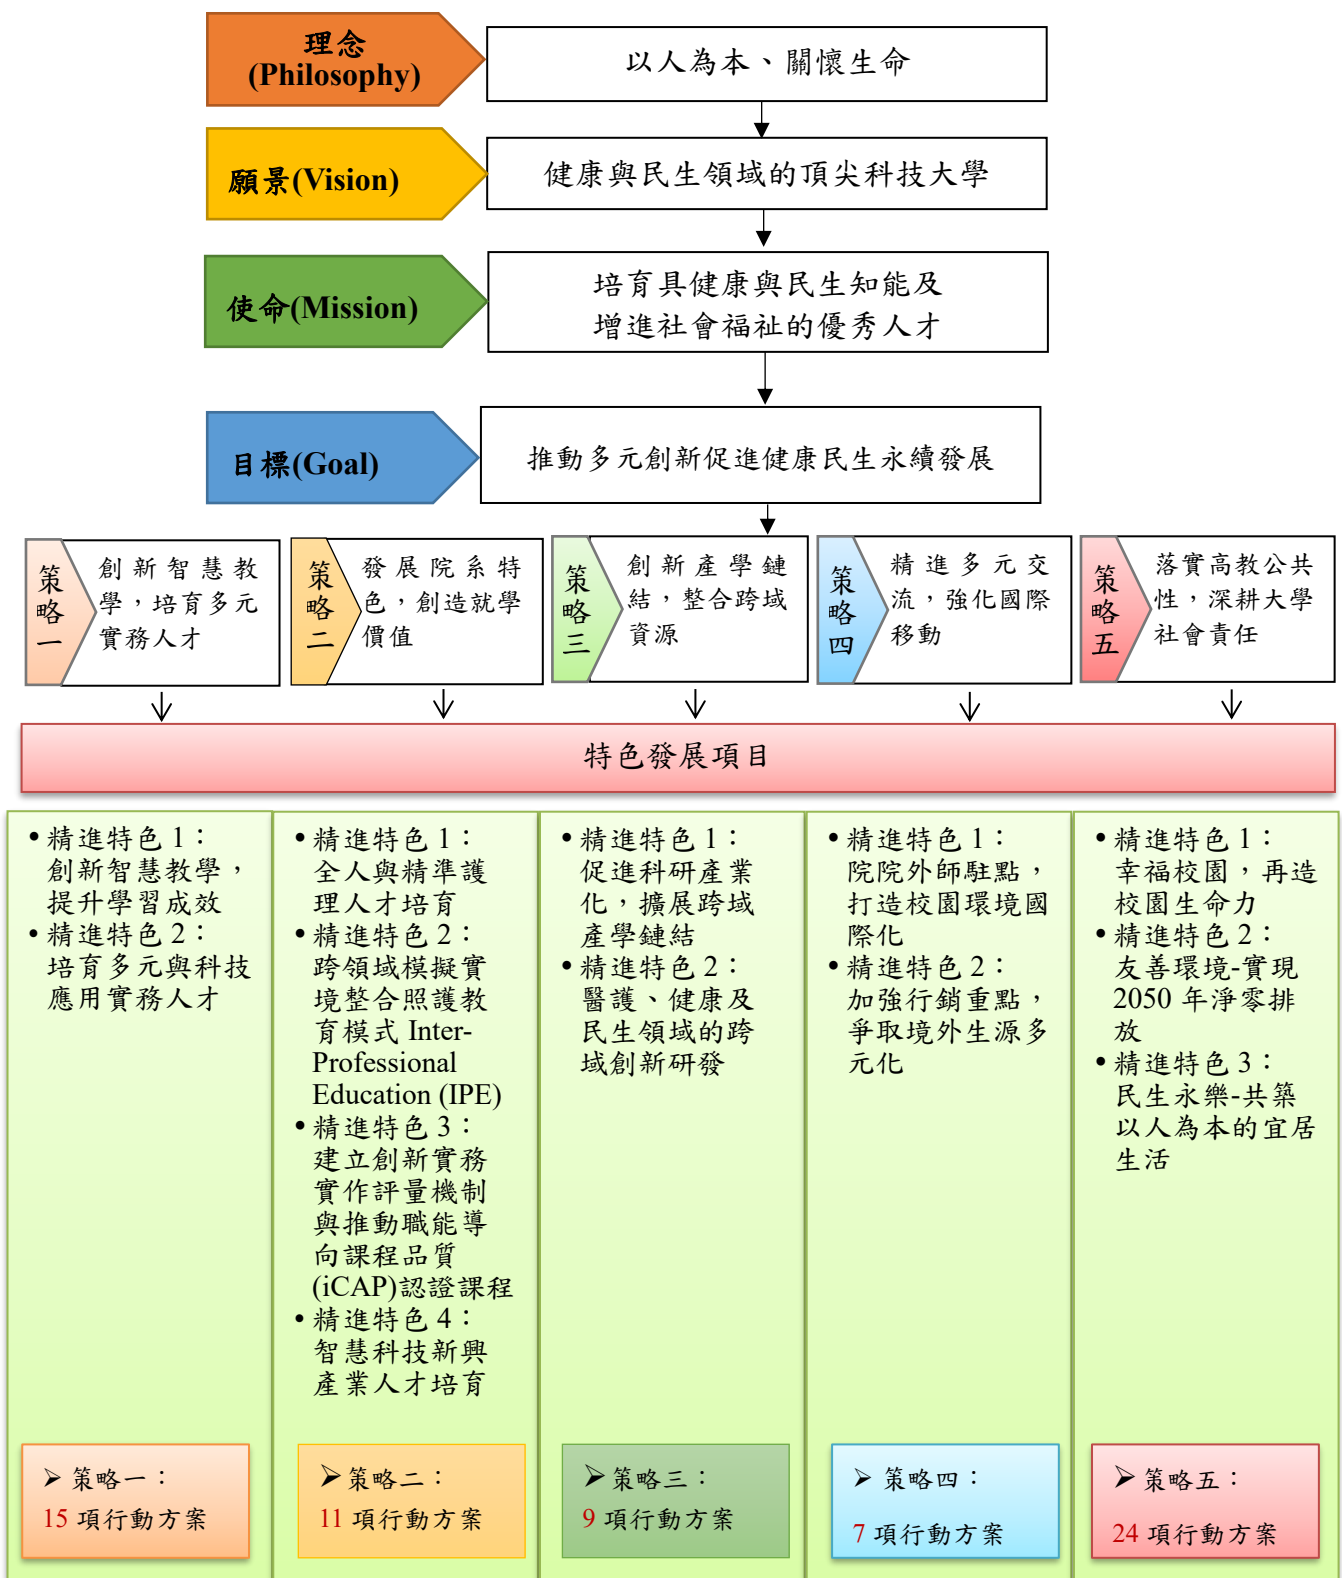 理念
(Philosophy)
以人為本、關懷生命
願景(Vision)
健康與民生領域的頂尖科技大學
使命(Mission)
培育具健康與民生知能及
增進社會福祉的優秀人才
目標(Goal)
推動多元創新促進健康民生永續發展
策略一
創新智慧教
學，培育多元
實務人才
策略二
發展院系特
色，創造就學
價值
策略三
創新產學鏈
結，整合跨域
資源
策略四
精進多元交
流，強化國際
移動
策略五
落實高教公共
性，深耕大學
社會責任
特色發展項目
• 精進特色 1：
創新智慧教學，
提升學習成效
• 精進特色 2：
培育多元與科技
應用實務人才
➢ 策略一：
15 項行動方案
• 精進特色 1：
全人與精準護
理人才培育
• 精進特色 2：
跨領域模擬實
境整合照護教
育模式 Inter-
Professional
Education (IPE)
• 精進特色 3：
建立創新實務
實作評量機制
與推動職能導
向課程品質
(iCAP)認證課程
• 精進特色 4：
智慧科技新興
產業人才培育
➢ 策略二：
11 項行動方案
• 精進特色 1：
促進科研產業
化，擴展跨域
產學鏈結
• 精進特色 2：
醫護、健康及
民生領域的跨
域創新研發
➢ 策略三：
9 項行動方案
• 精進特色 1：
院院外師駐點，
打造校園環境國
際化
• 精進特色 2：
加強行銷重點，
爭取境外生源多
元化
➢ 策略四：
7 項行動方案
• 精進特色 1：
幸福校園，再造
校園生命力
• 精進特色 2：
友善環境-實現
2050 年淨零排
放
• 精進特色 3：
民生永樂-共築
以人為本的宜居
生活
➢ 策略五：
24 項行動方案